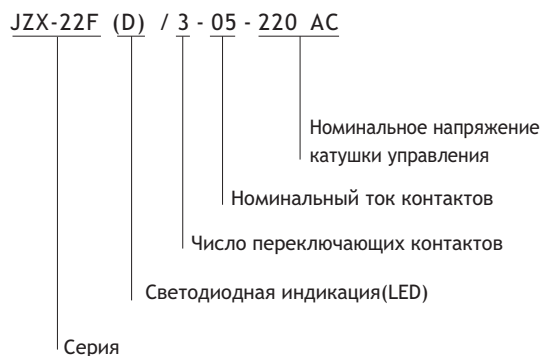 JZX-22F (D) / 3 - 05 - 220 AC
Номинальное напряжение
катушки управления
Номинальный ток контактов
Число переключающих контактов
Светодиодная индикация(LED)
Серия